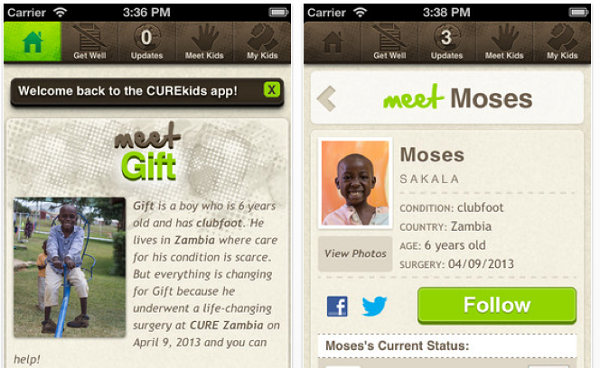 Carrier 3:36 PM
0
Get Well Updates Meet Kids My Kids
Welcome back to the CUREkids app! X
meet
Gift
Gift is a boy who is 6 years
old and has clubfoot. He
lives in Zambia where care
for his condition is scarce.
But everything is changing
for Gift because he
underwent a life-changing
surgery at CURE Zambia on
April 9, 2013 and you can
help!
Carrier 3:38 PM
3
Get Well Updates Meet Kids My Kids
meet Moses
Moses
SAKALA
CONDITION: clubfoot
COUNTRY: Zambia
AGE: 6 years old
SURGERY: 04/09/2013
View Photos
f
Follow
Moses's Current Status: